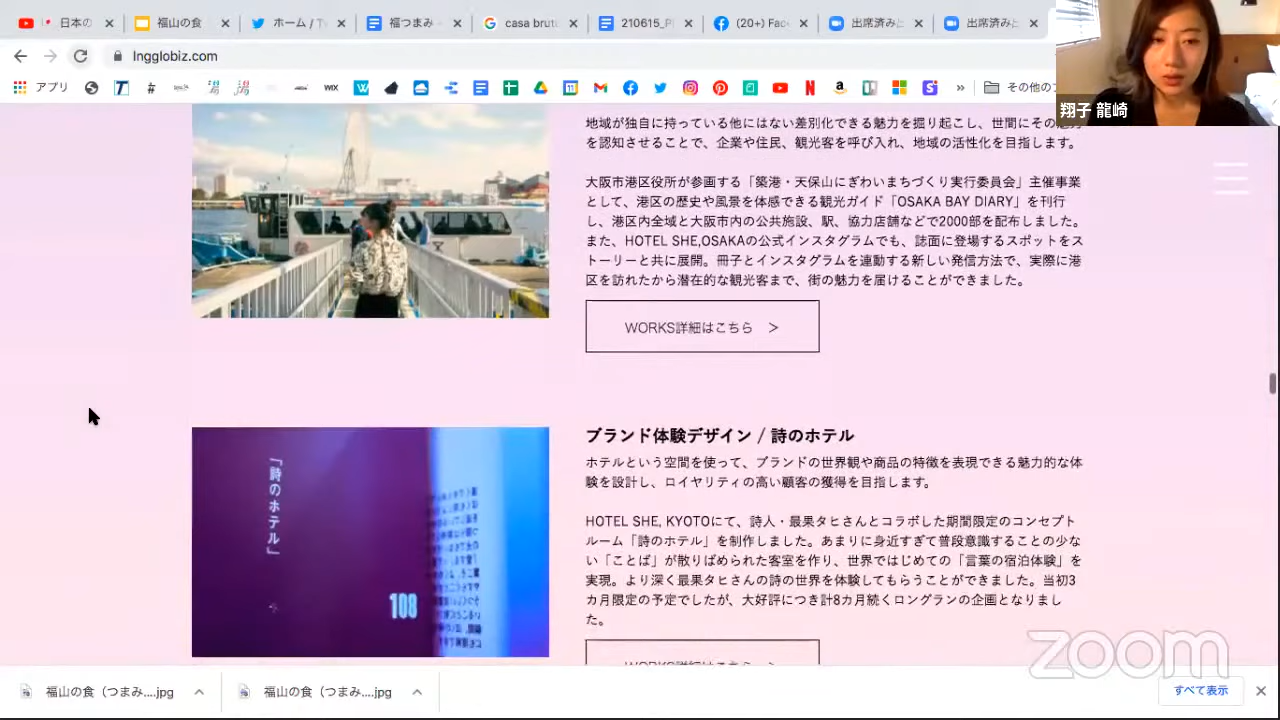 日本の
福山の食
ホーム / Tw
福つまみ -
casa brutu
210615_P
(20+) Fac
出席済み
出席済み
lngglobiz.com
アプリ
WIX
その他の
翔子 龍崎
地域が独自に持っている他にはない差別化できる魅力を掘り起こし、世間にその魅力
を認知させることで、企業や住民、観光客を呼び入れ、地域の活性化を目指します。
大阪市港区役所が参画する「築港・天保山にぎわいまちづくり実行委員会」主催事業
として、港区の歴史や風景を体感できる観光ガイド「OSAKA BAY DIARY」を刊行
し、港区内全域と大阪市内の公共施設、駅、協力店舗などで2000部を配布しました。
また、HOTEL SHE,OSAKAの公式インスタグラムでも、誌面に登場するスポットをス
トーリーと共に展開。冊子とインスタグラムを連動する新しい発信方法で、実際に港
区を訪れたから潜在的な観光客まで、街の魅力を届けることができました。
WORKS詳細はこちら >
「詩のホテル」
108
ブランド体験デザイン / 詩のホテル
ホテルという空間を使って、ブランドの世界観や商品の特徴を表現できる魅力的な体
験を設計し、ロイヤリティの高い顧客の獲得を目指します。
HOTEL SHE, KYOTOにて、詩人・最果タヒさんとコラボした期間限定のコンセプト
ルーム「詩のホテル」を制作しました。あまりに身近すぎて普段意識することの少な
い「ことば」が散りばめられた客室を作り、世界ではじめての「言葉の宿泊体験」を
実現。より深く最果タヒさんの詩の世界を体験してもらうことができました。当初3
カ月限定の予定でしたが、大好評につき計8カ月続くロングランの企画となりまし
た。
WORKS詳細はこちら >
zoom
福山の食（つまみ....jpg
福山の食（つまみ....jpg
すべて表示